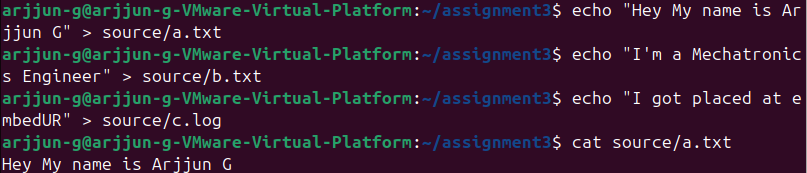 arjjun-g@arjjun-g-VMware-Virtual-Platform:~/assignment3$ echo "Hey My name is Ar
jjun G" > source/a.txt
arjjun-g@arjjun-g-VMware-Virtual-Platform:~/assignment3$ echo "I'm a Mechatronic
s Engineer" > source/b.txt
arjjun-g@arjjun-g-VMware-Virtual-Platform:~/assignment3$ echo "I got placed at e
mbedUR" > source/c.log
arjjun-g@arjjun-g-VMware-Virtual-Platform:~/assignment3$ cat source/a.txt
Hey My name is Arjjun G